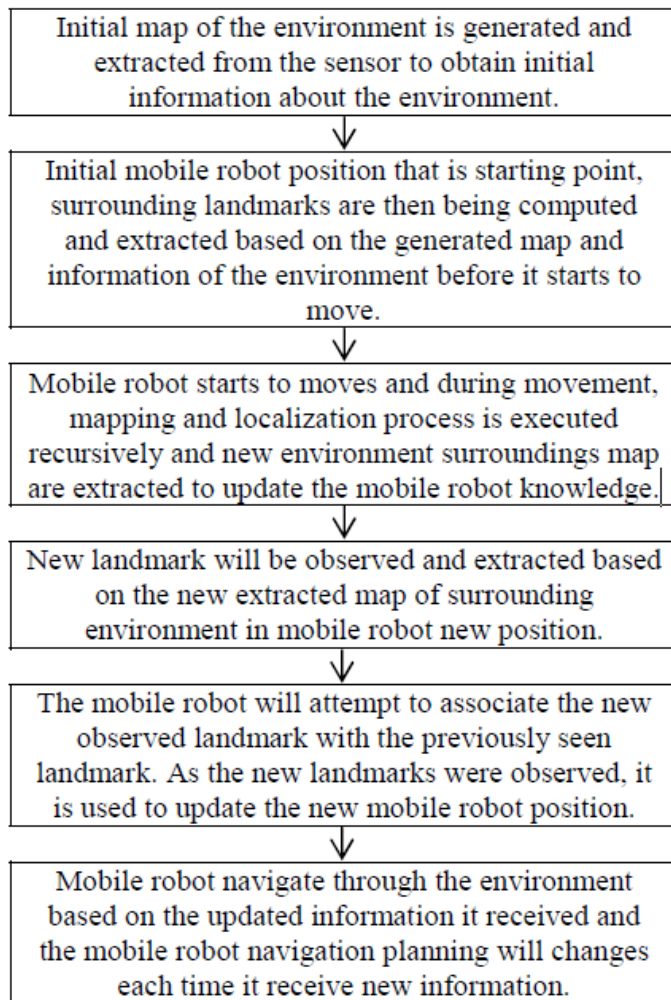 Initial map of the environment is generated and
extracted from the sensor to obtain initial
information about the environment.
Initial mobile robot position that is starting point,
surrounding landmarks are then being computed
and extracted based on the generated map and
information of the environment before it starts to
move.
Mobile robot starts to moves and during movement,
mapping and localization process is executed
recursively and new environment surroundings map
are extracted to update the mobile robot knowledge.
New landmark will be observed and extracted based
on the new extracted map of surrounding
environment in mobile robot new position.
The mobile robot will attempt to associate the new
observed landmark with the previously seen
landmark. As the new landmarks were observed, it
is used to update the new mobile robot position.
Mobile robot navigate through the environment
based on the updated information it received and
the mobile robot navigation planning will changes
each time it receive new information.